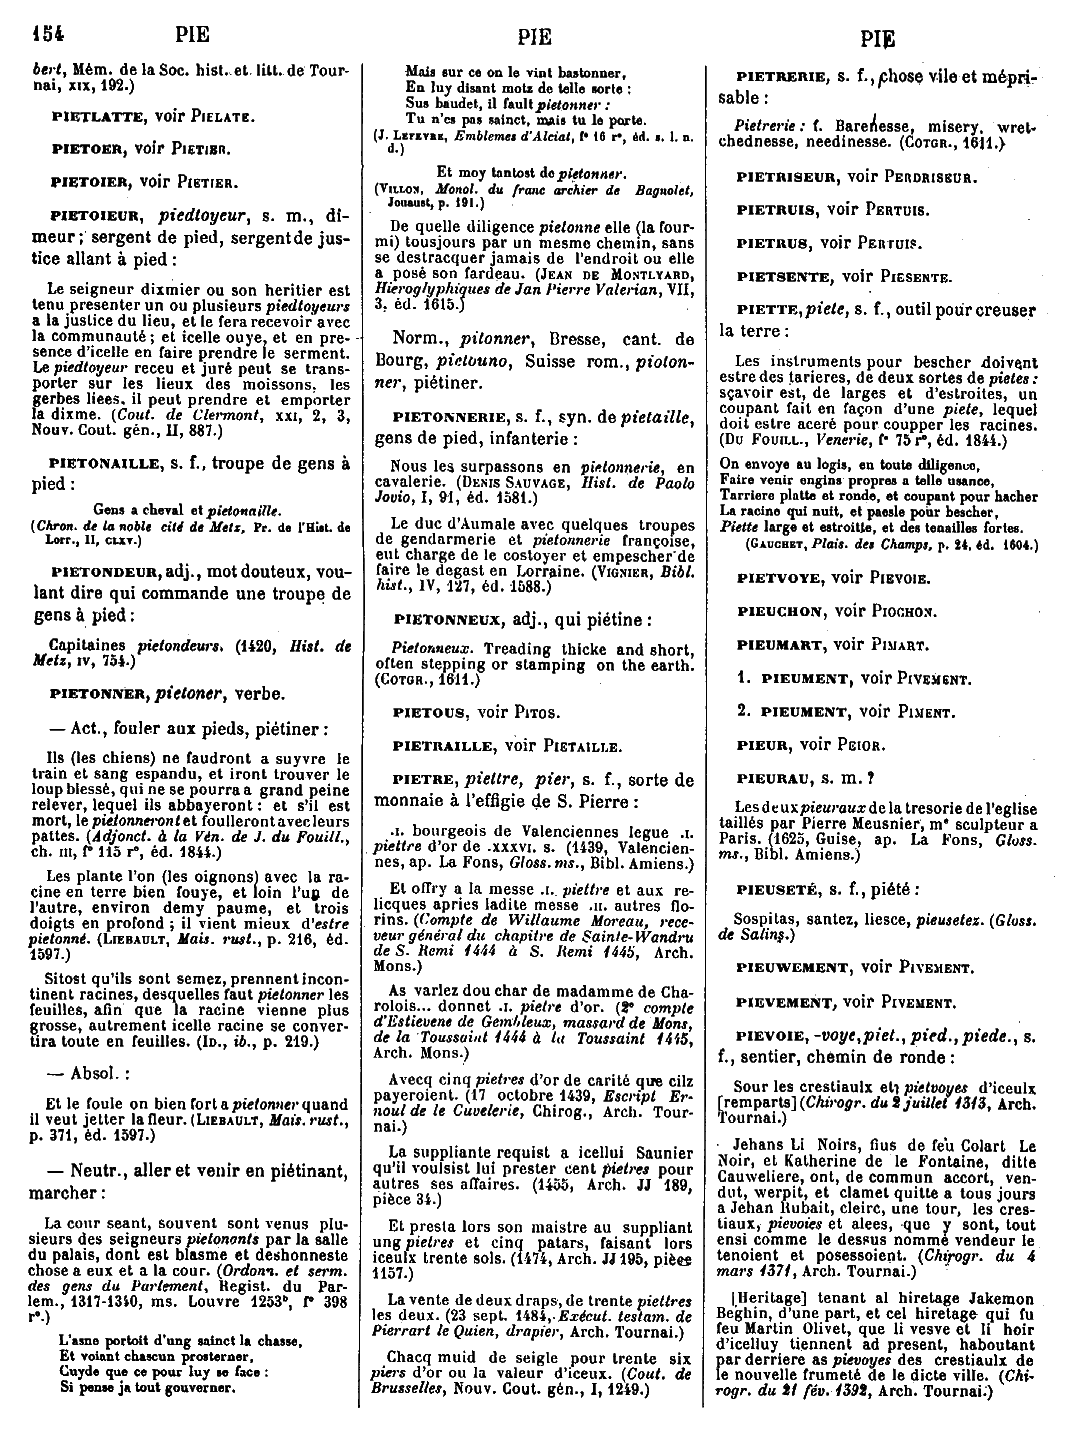 154 PIE PIE PIE
bert, Mém. de la Soc. hist. et litt. de Tour-
nai, XIX, 192.)
PIETLATTE, voir PIELATE.
PIETOER, voir PIETIER.
PIETOIER, voir PIETIER.
PIETOIEUR, piedtoyeur, s. m., dî-
meur ; sergent de pied, sergent de jus-
tice allant à pied :
Le seigneur dixmier ou son heritier est
tenu presenter un ou plusieurs piedtoyeurs
a la justice du lieu, et le fera recevoir avec
la communauté ; et icelle ouye, et en pre-
sence d'icelle en faire prendre le serment.
Le piedtoyeur receu et juré peut se trans-
porter sur les lieux des moissons, les
gerbes liees, il peut prendre et emporter
la dixme. (Cout. de Clermont, XXI, 2, 3,
Nouv. Cout. gén., II, 887.)
PIETONAILLE, s. f., troupe de gens à
pied :
Gens a cheval et pietonaille.
(Chron. de la noble cité de Metz, Pr. de l'Hist. de
Lorr., II, CLXV.)
PIETONDEUR, adj., mot douteux, vou-
lant dire qui commande une troupe de
gens à pied :
Capitaines pietondeurs. (1420, Hist. de
Metz, IV, 754.)
PIETONNER, pietoner, verbe.
— Act., fouler aux pieds, piétiner :
Ils (les chiens) ne faudront a suyvre le
train et sang espandu, et iront trouver le
loup blessé, qui ne se pourra a grand peine
relever, lequel ils abbayeront : et s'il est
mort, le pietonneront et foulleront avec leurs
pattes. (Adjonct. à la Vén. de J. du Fouill.,
ch. III, f° 115 r°, éd. 1844.)
Les plante l'on (les oignons) avec la ra-
cine en terre bien fouye, et loin l'un de
l'autre, environ demy paume, et trois
doigts en profond ; il vient mieux d'estre
pietonné. (LIEBAULT, Mais. rust., p. 216, éd.
1597.)
Sitost qu'ils sont semez, prennent incon-
tinent racines, desquelles faut pietonner les
feuilles, afin que la racine vienne plus
grosse, autrement icelle racine se conver-
tira toute en feuilles. (ID., ib., p. 219.)
— Absol. :
Et le foule on bien fort a pietonner quand
il veut jetter la fleur. (LIEBAULT, Mais. rust.,
p. 371, éd. 1597.)
— Neutr., aller et venir en piétinant,
marcher :
La cour seant, souvent sont venus plu-
sieurs des seigneurs pietonants par la salle
du palais, dont est blasme et deshonneste
chose a eux et a la cour. (Ordonn. et serm.
des gens du Parlement, Regist. du Par-
lem., 1317-1340, ms. Louvre 1253b, f° 398
r°.)
L'asne portoit d'ung sainct la chasse,
Et voiant chascun prosterner,
Cuyde que ce pour luy se face :
Si pense ja tout gouverner.
Mais sur ce on le vint bastonner,
En luy disant motz de telle sorte :
Sus baudet, il fault pietonner :
Tu n'es pas sainct, mais tu le porte.
(J. LEFEVRE, Emblemes d'Alciat, f° 16 r°, éd. s. l. n.
d.)
Et moy tantost de pietonner.
(VILLON, Monol. du franc archier de Bagnolet,
Jouaust, p. 191.)
De quelle diligence pietonne elle (la four-
mi) tousjours par un mesme chemin, sans
se destracquer jamais de l'endroit ou elle
a posé son fardeau. (JEAN DE MONTLYARD,
Hieroglyphiques de Jan Pierre Valerian, VII,
3, éd. 1615.)
Norm., pitonner, Bresse, cant. de
Bourg, pietouno, Suisse rom., pioton-
ner, piétiner.
PIETONNERIE, s. f., syn. de pietaille,
gens de pied, infanterie :
Nous les surpassons en pietonnerie, en
cavalerie. (DENIS SAUVAGE, Hist. de Paolo
Jovio, I, 91, éd. 1581.)
Le duc d'Aumale avec quelques troupes
de gendarmerie et pietonnerie françoise,
eut charge de le costoyer et empescher de
faire le degast en Lorraine. (VIGNIER, Bibl.
hist., IV, 127, éd. 1588.)
PIETONNEUX, adj., qui piétine :
Pietonneux. Treading thicke and short,
often stepping or stamping on the earth.
(COTGR., 1611.)
PIETOUS, voir PITOS.
PIETRAILLE, voir PIETAILLE.
PIETRE, piettre, pier, s. f., sorte de
monnaie à l'effigie de S. Pierre :
.I. bourgeois de Valenciennes legue .I.
piettre d'or de .XXXVI. s. (1439, Valencien-
nes, ap. La Fons, Gloss. ms., Bibl. Amiens.)
Et offry a la messe .I. piettre et aux re-
licques apries ladite messe .II. autres flo-
rins. (Compte de Willaume Moreau, rece-
veur général du chapitre de Sainte-Wandru
de S. Remi 1444 à S. Remi 1445, Arch.
Mons.)
As varlez dou char de madamme de Cha-
rolois... donnet .I. pietre d'or. (2e compte
d'Estievene de Gembleux, massard de Mons,
de la Toussaint 1444 à la Toussaint 1445,
Arch. Mons.)
Avecq cinq pietres d'or de carité que cilz
payeroient. (17 octobre 1439, Escript Er-
noul de le Cuvelerie, Chirog., Arch. Tour-
nai.)
La suppliante requist a icellui Saunier
qu'il voulsist lui prester cent pietres pour
autres ses affaires. (1455, Arch. JJ 189,
pièce 34.)
Et presta lors son maistre au suppliant
ung pietres et cinq patars, faisant lors
iceulx trente sols. (1474, Arch. JJ 195, pièce
1157.)
La vente de deux draps, de trente piettres
les deux. (23 sept. 1484, Exécut. testam. de
Pierrart le Quien, drapier, Arch. Tournai.)
Chacq muid de seigle pour trente six
piers d'or ou la valeur d'iceux. (Cout. de
Brusselles, Nouv. Cout. gén., I, 1249.)
PIETRERIE, s. f., chose vile et mépri-
sable :
Pietrerie : f. Barenesse, misery, wret-
chednesse, needinesse. (COTGR., 1611.)
PIETRISEUR, voir PERDRISEUR.
PIETRUIS, voir PERTUIS.
PIETRUS, voir PERTUIS.
PIETSENTE, voir PIESENTE.
PIETTE, piete, s. f., outil pour creuser
la terre :
Les instruments pour bescher doivent
estre des tarieres, de deux sortes de pietes :
sçavoir est, de larges et d'estroites, un
coupant fait en façon d'une piete, lequel
doit estre aceré pour coupper les racines.
(DU FOUILL., Venerie, f° 75 r°, éd. 1844.)
On envoye au logis, en toute diligence,
Faire venir engins propres a telle usance,
Tarriere platte et ronde, et coupant pour hacher
La racine qui nuit, et paesle pour bescher,
Piette large et estroitte, et des tenailles fortes.
(GAUCHET, Plais. des Champs, p. 24, éd. 1604.)
PIETVOYE, voir PIEVOIE.
PIEUCHON, voir PIOCHON.
PIEUMART, voir PIMART.
1. PIEUMENT, voir PIVEMENT.
2. PIEUMENT, voir PIMENT.
PIEUR, voir PEIOR.
PIEURAU, s. m. ?
Les deux pieuraux de la tresorie de l'eglise
taillés par Pierre Meusnier, me sculpteur a
Paris. (1625, Guise, ap. La Fons, Gloss.
ms., Bibl. Amiens.)
PIEUSETÉ, s. f., piété :
Sospitas, santez, liesce, pieusetez. (Gloss.
de Salins.)
PIEUWEMENT, voir PIVEMENT.
PIEVEMENT, voir PIVEMENT.
PIEVOIE, -voye, piet., pied., piede., s.
f., sentier, chemin de ronde :
Sour les crestiaulx et pietvoyes d'iceulx
[remparts] (Chirogr. du 2 juillet 1313, Arch.
Tournai.)
Jehans Li Noirs, fius de feu Colart Le
Noir, et Katherine de le Fontaine, ditte
Cauweliere, ont, de commun accort, ven-
dut, werpit, et clamet quitte a tous jours
a Jehan Rubait, cleirc, une tour, les cres-
tiaux, pievoies et alees, que y sont, tout
ensi comme le dessus nommé vendeur le
tenoient et posessoient. (Chirogr. du 4
mars 1371, Arch. Tournai.)
[Heritage] tenant al hiretage Jakemon
Beghin, d'une part, et cel hiretage qui fu
feu Martin Olivet, que li vesve et li hoir
d'icelluy tiennent ad present, haboutant
par derriere as pievoyes des crestiaulx de
le nouvelle frumeté de le dicte ville. (Chi-
rogr. du 21 fév. 1392, Arch. Tournai.)